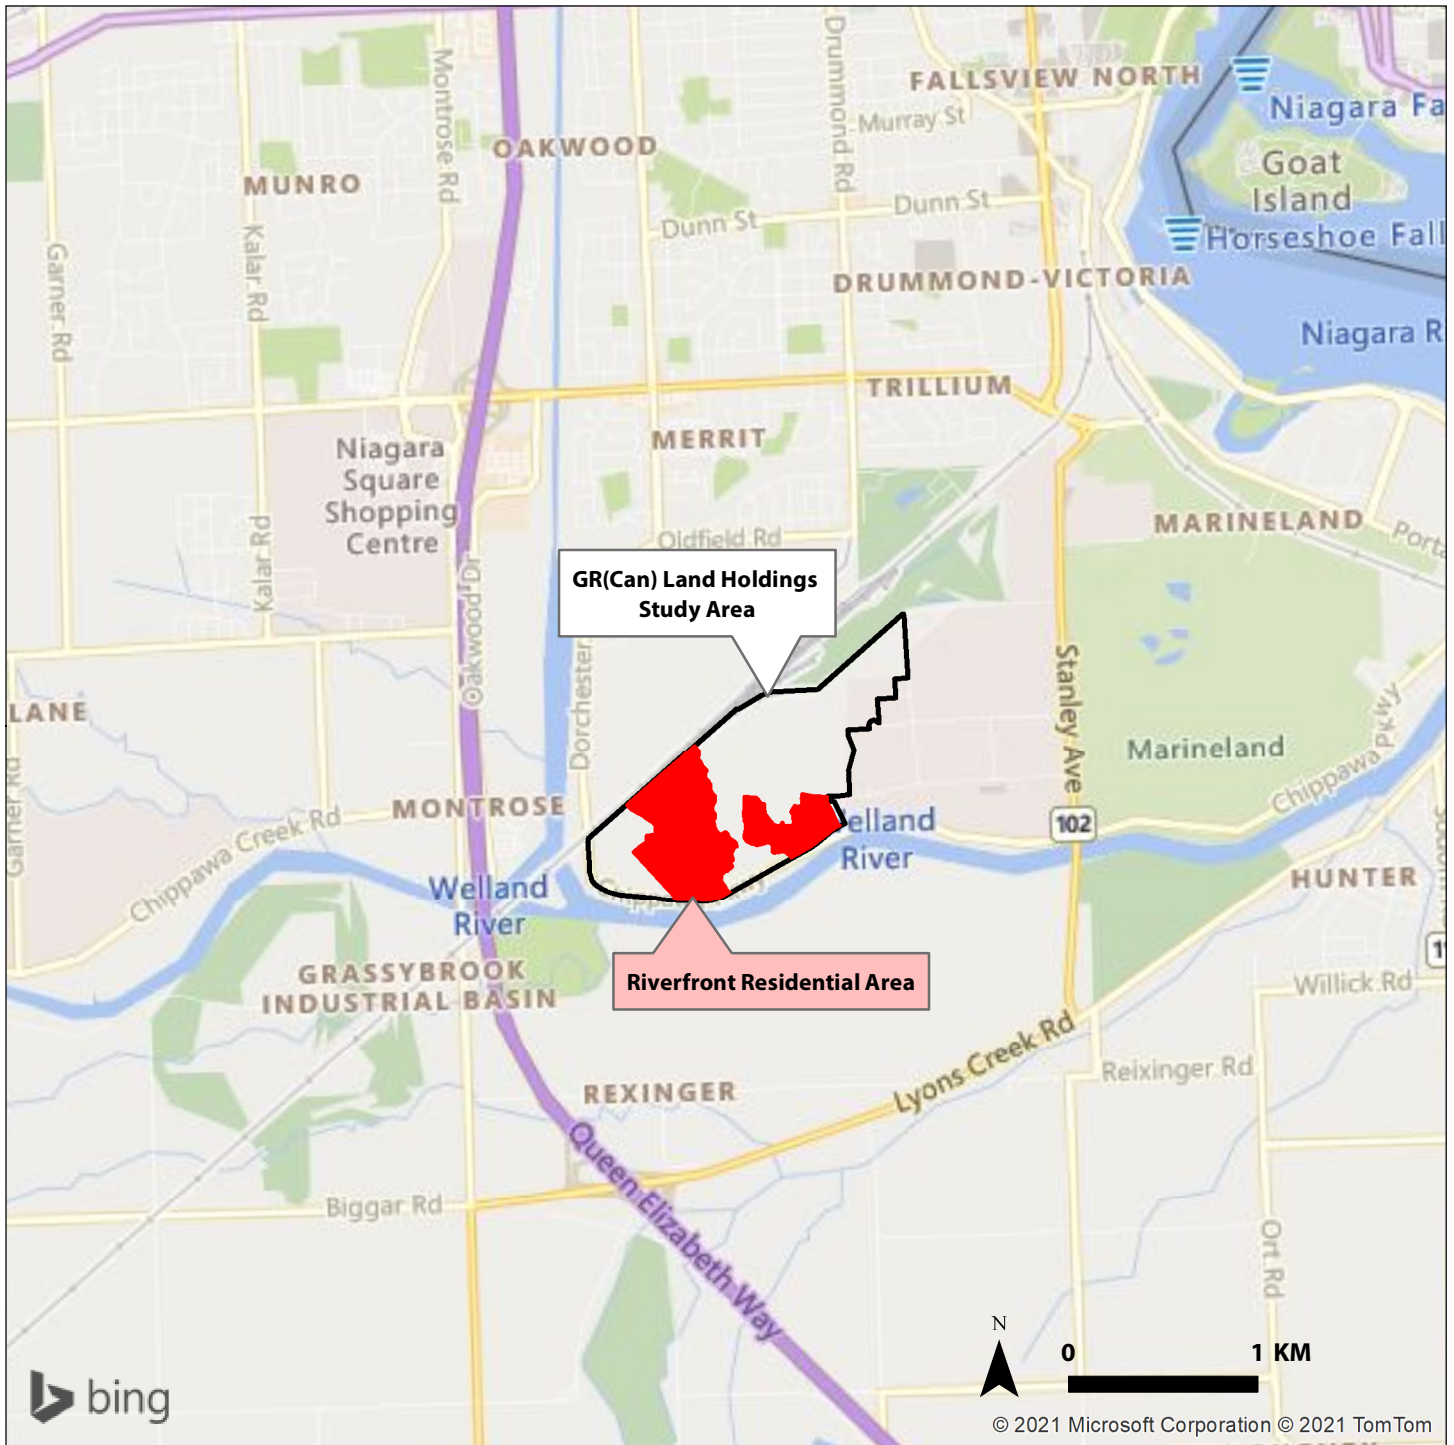 FALLSVIEW NORTH
Niagara Fa
Murray St
Drummond Rd
Montrose Rd
OAKWOOD
MUNRO
Goat
Island
Dunn St
Dunn St
Horseshoe Fall
Garner Rd
Kalar Rd
DRUMMOND-VICTORIA
Niagara R
TRILLIUM
MERRIT
Niagara
Square
Shopping
Centre
MARINELAND
Porta
Oldfield Rd
Kalar Rd
Oakwood Dr
GR(Can) Land Holdings
Study Area
Dorchester
Stanley Ave
LANE
Marineland
Chippawa Pkwy
Garner Rd
MONTROSE
Chippawa Creek Rd
102
elland
River
Welland
River
HUNTER
GRASSYBROOK
INDUSTRIAL BASIN
Riverfront Residential Area
Willick Rd
Lyons Creek Rd
Reixinger Rd
REXINGER
Queen Elizabeth Way
Biggar Rd
Ort Rd
N
0 1 KM
bing
© 2021 Microsoft Corporation © 2021 TomTom